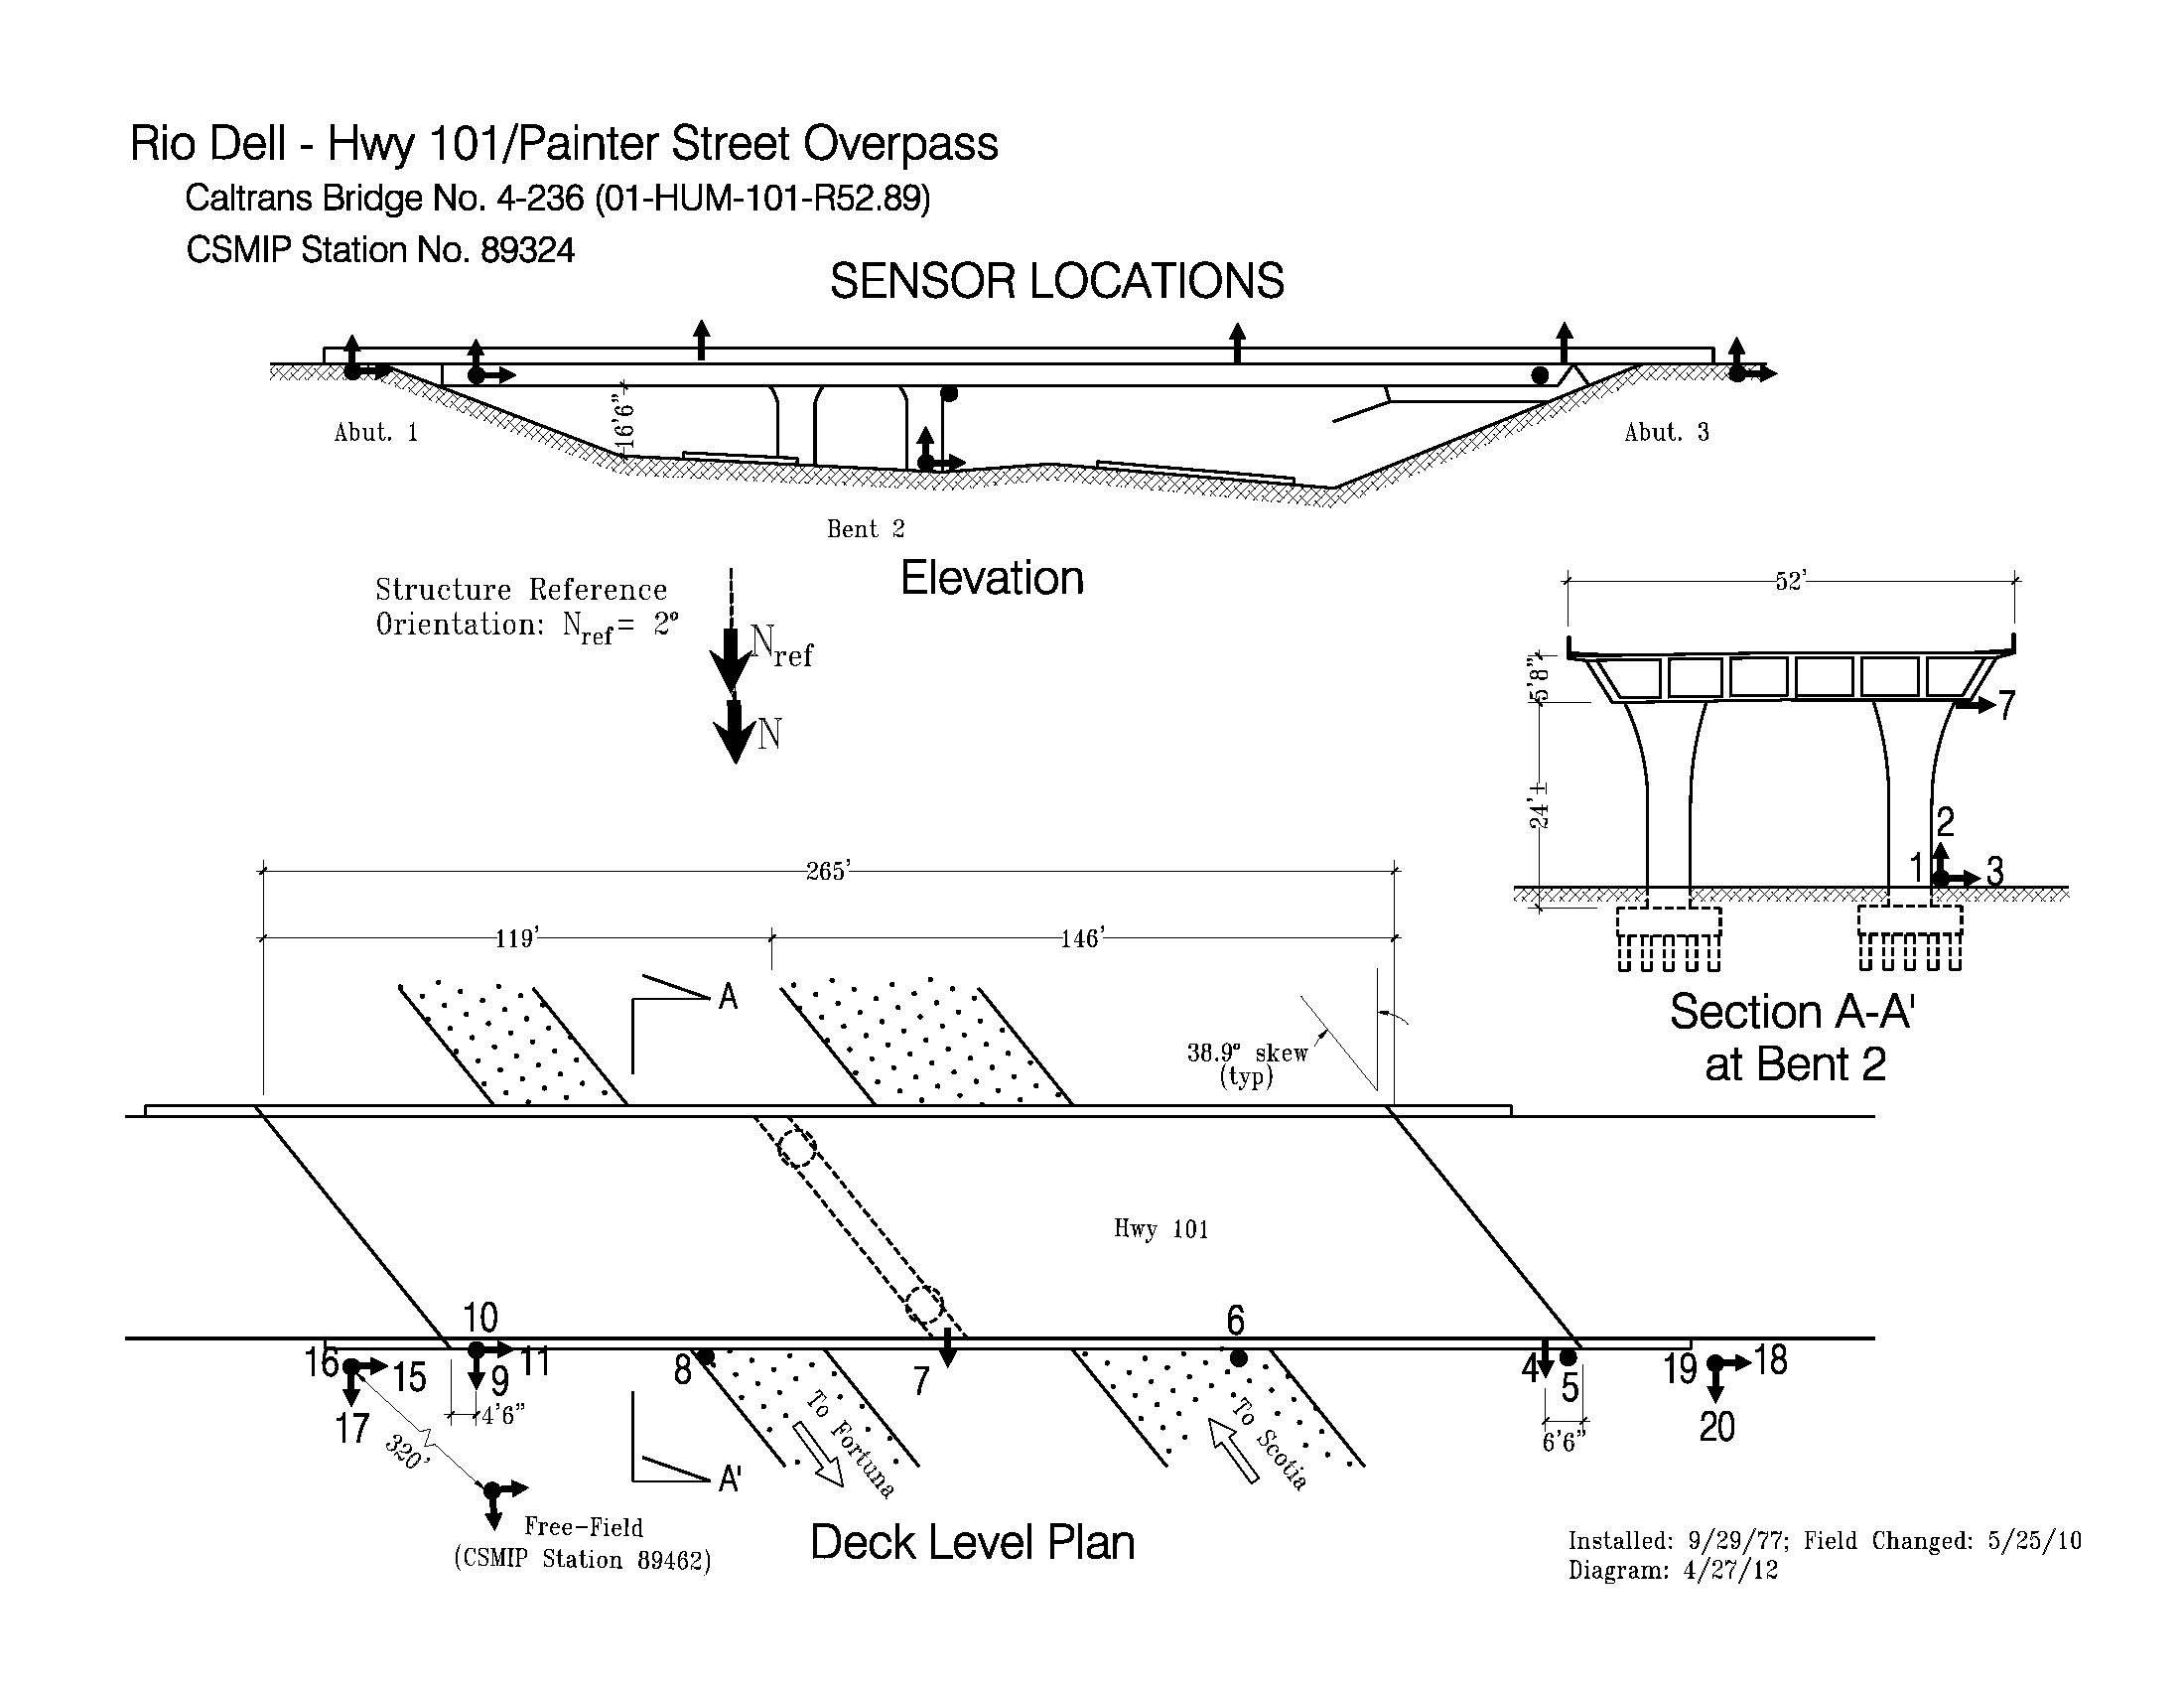 Rio Dell - Hwy 101/Painter Street Overpass
Caltrans Bridge No. 4-236 (01-HUM-101-R52.89)
CSMIP Station No. 89324
SENSOR LOCATIONS
16'6"
Abut. 1
Abut. 3
Bent 2
Elevation
Structure Reference
Orientation: Nref= 2°
Nref
N
52'
5'8"
7
24'±
2
1
3
Section A-A'
at Bent 2
265'
119'
146'
A
38.9° skew
(typ)
Hwy 101
10
6
16
15
11
9
8
7
4
5
19
18
17
4'6"
20
6'6"
320'
To Fortuna
To Scotia
A'
Free-Field
(CSMIP Station 89462)
Deck Level Plan
Installed: 9/29/77; Field Changed: 5/25/10
Diagram: 4/27/12